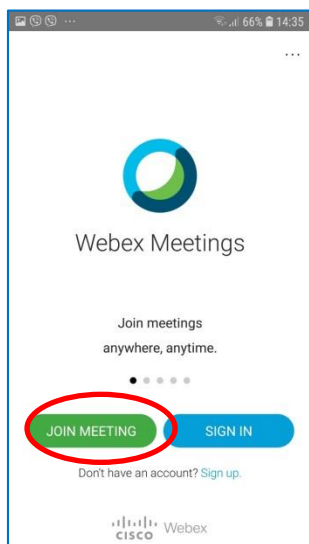 66% 14:35
...
Webex Meetings
Join meetings
anywhere, anytime.
JOIN MEETING SIGN IN
Don't have an account? Sign up.
CISCO Webex